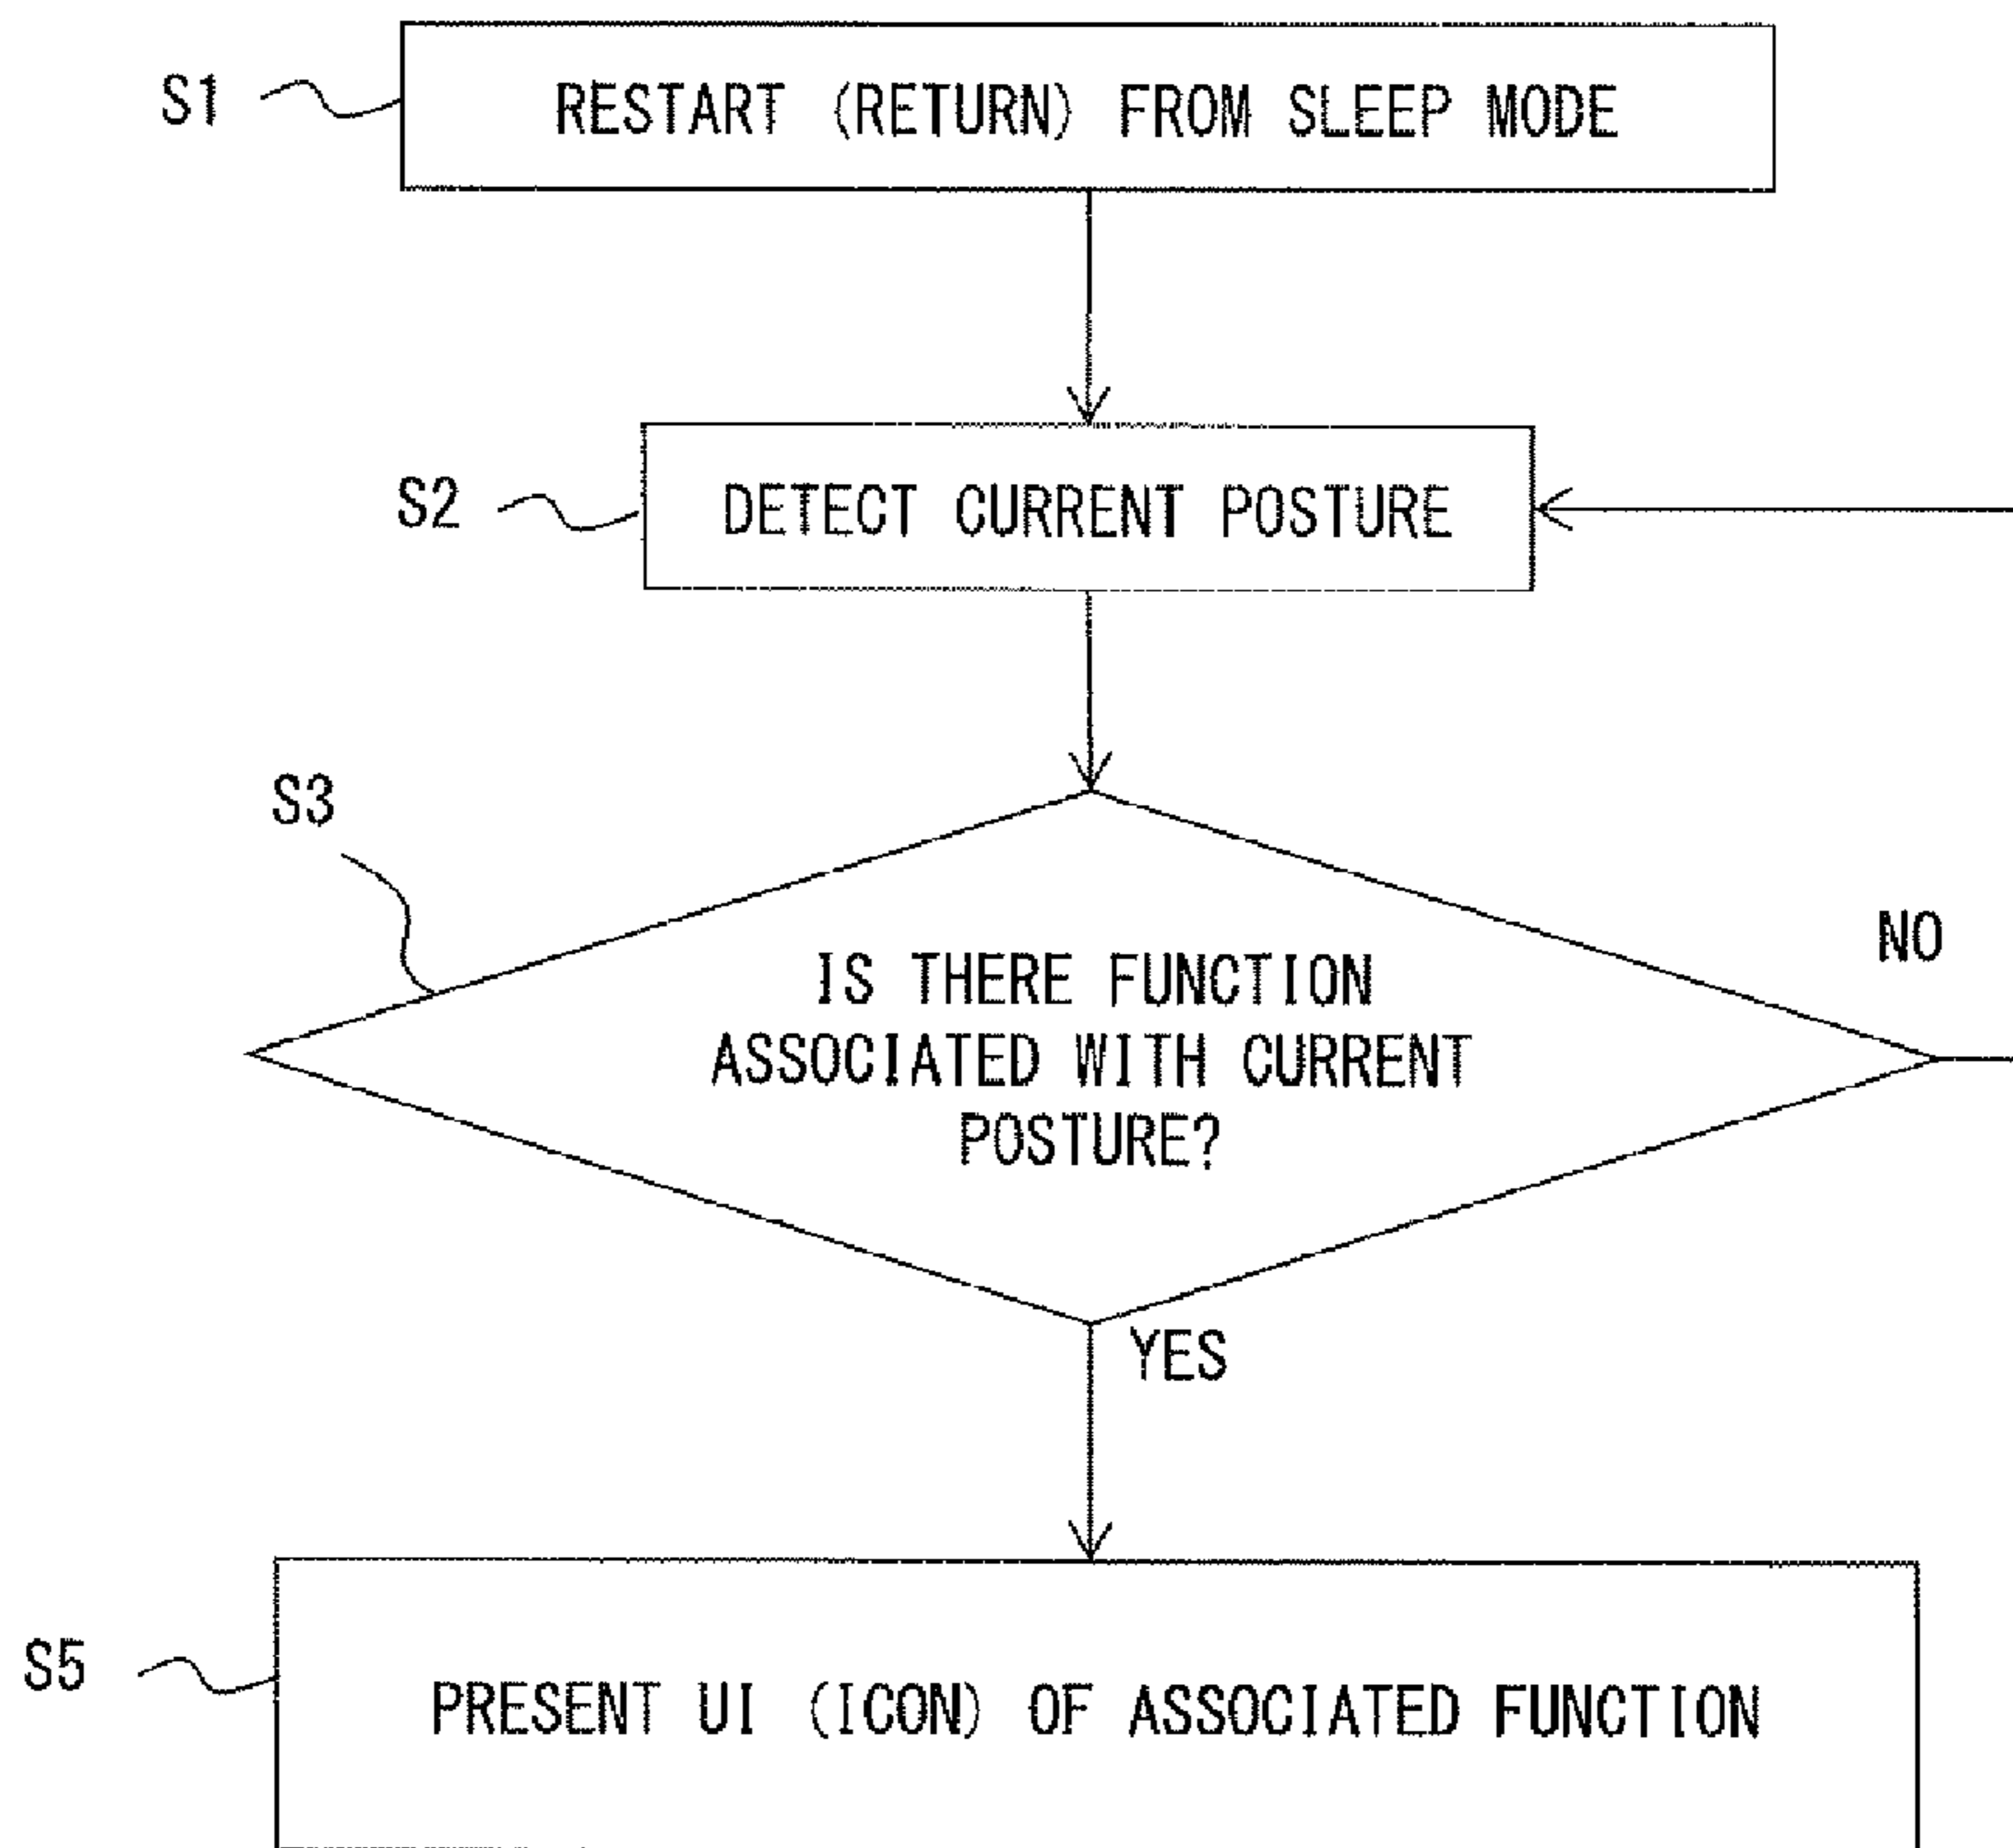 S1
RESTART (RETURN) FROM SLEEP MODE
S2
DETECT CURRENT POSTURE
S3
IS THERE FUNCTION
ASSOCIATED WITH CURRENT
POSTURE?
NO
YES
S5
PRESENT UI (ICON) OF ASSOCIATED FUNCTION